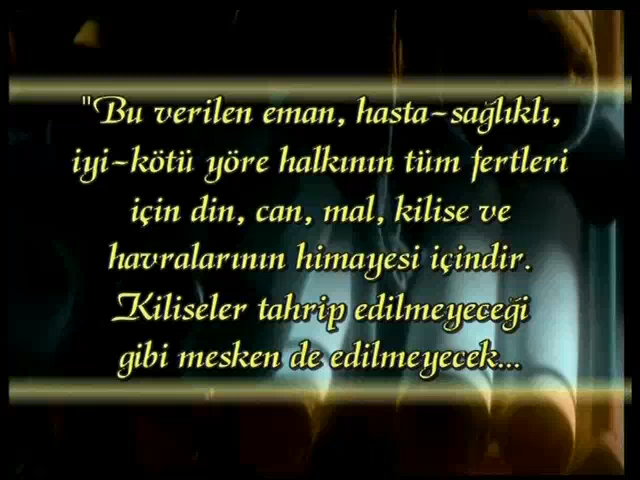 "Bu verilen eman, hasta-sağlıklı,
iyi-kötü yöre halkının tüm fertleri
için din, can, mal, kilise ve
havralarının himayesi içindir.
Kiliseler tahrip edilmeyeceği
gibi mesken de edilmeyecek...